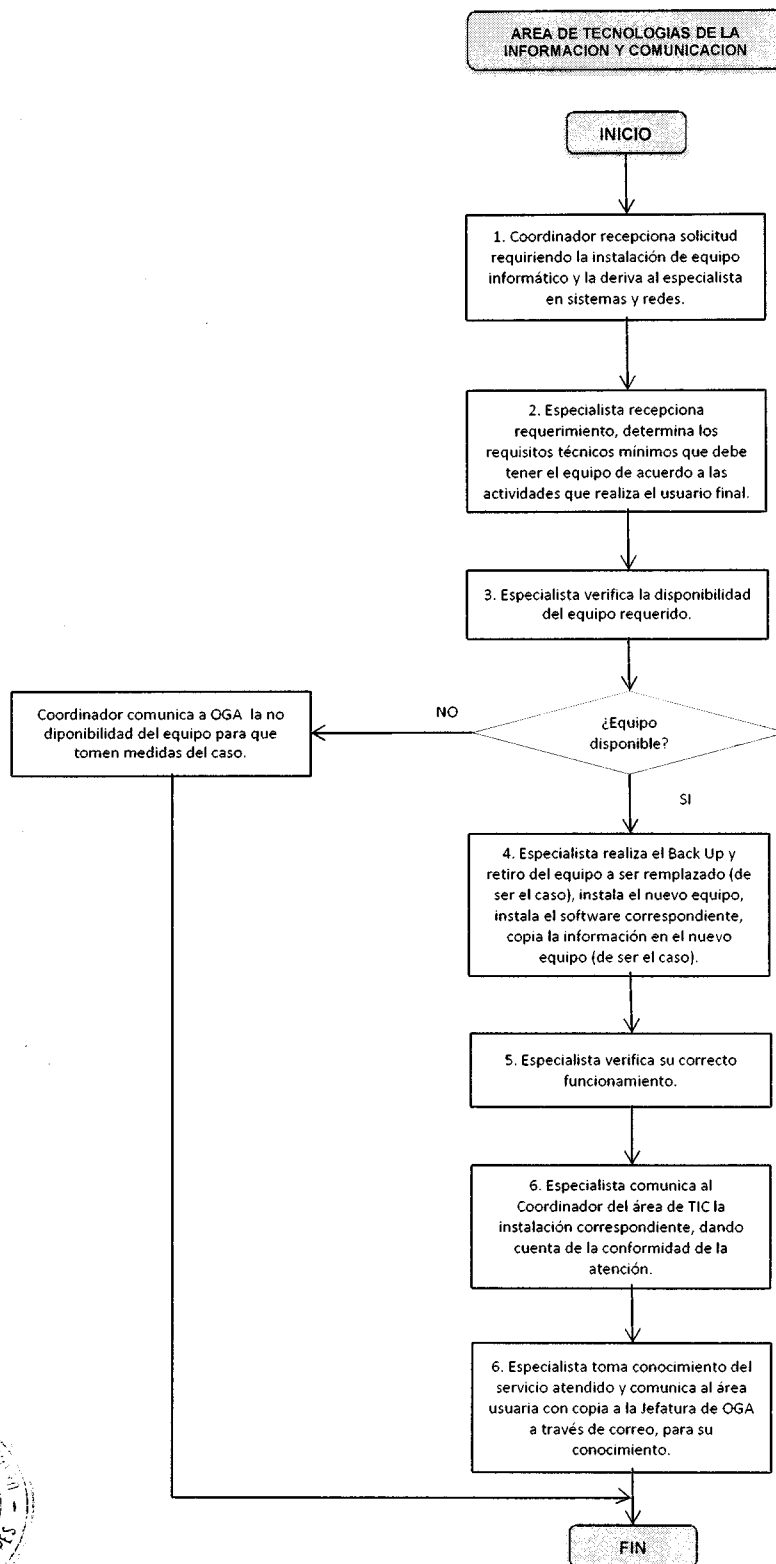 AREA DE TECNOLOGIAS DE LA
INFORMACION Y COMUNICACION
INICIO
1. Coordinador recepciona solicitud
requiriendo la instalación de equipo
informático y la deriva al especialista
en sistemas y redes.
2. Especialista recepciona
requerimiento, determina los
requisitos técnicos mínimos que debe
tener el equipo de acuerdo a las
actividades que realiza el usuario final.
3. Especialista verifica la disponibilidad
del equipo requerido.
¿Equipo
disponible?
NO
Coordinador comunica a OGA la no
diponibilidad del equipo para que
tomen medidas del caso.
SI
4. Especialista realiza el Back Up y
retiro del equipo a ser remplazado (de
ser el caso), instala el nuevo equipo,
instala el software correspondiente,
copia la información en el nuevo
equipo (de ser el caso).
5. Especialista verifica su correcto
funcionamiento.
6. Especialista comunica al
Coordinador del área de TIC la
instalación correspondiente, dando
cuenta de la conformidad de la
atención.
6. Especialista toma conocimiento del
servicio atendido y comunica al área
usuaria con copia a la Jefatura de OGA
a través de correo, para su
conocimiento.
FIN